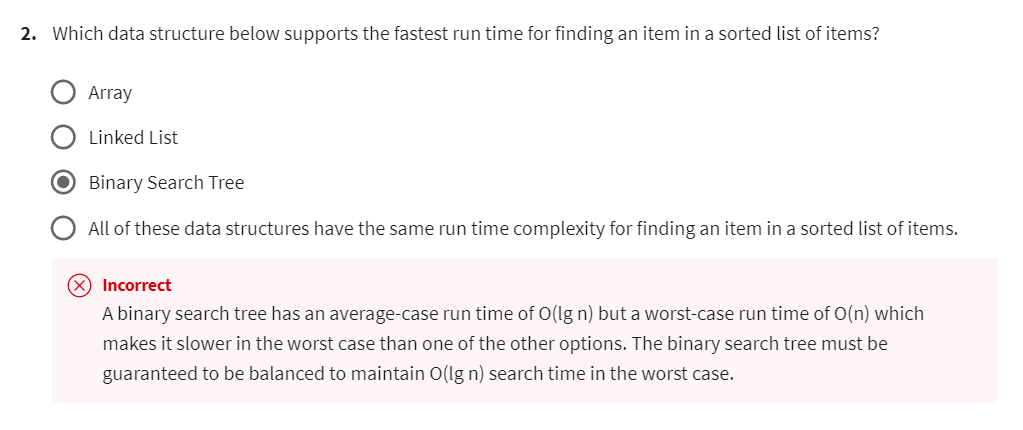 2. Which data structure below supports the fastest run time for finding an item in a sorted list of items?
Array
Linked List
Binary Search Tree
All of these data structures have the same run time complexity for finding an item in a sorted list of items.
Incorrect
A binary search tree has an average-case run time of O(lg n) but a worst-case run time of O(n) which
makes it slower in the worst case than one of the other options. The binary search tree must be
guaranteed to be balanced to maintain O(lg n) search time in the worst case.